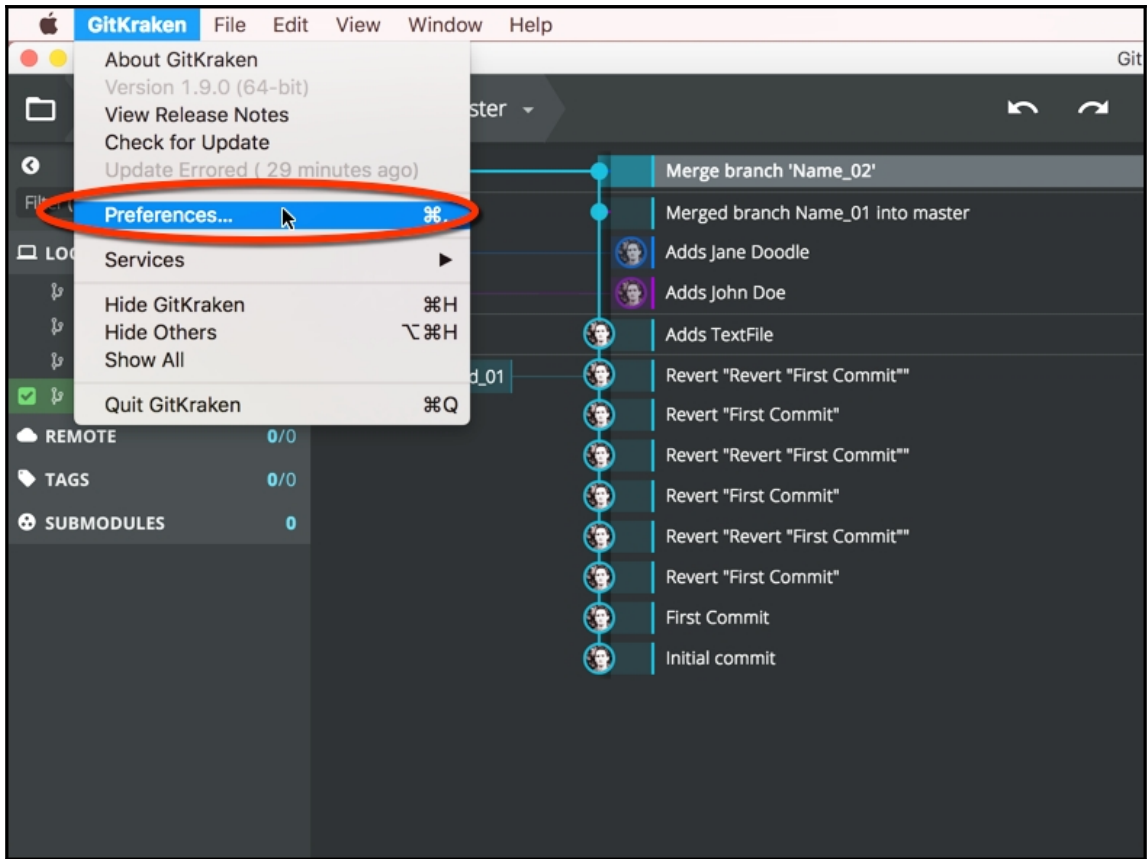 GitKraken File Edit View Window Help
Git
About GitKraken
Version 1.9.0 (64-bit)
View Release Notes
Check for Update
Update Errored ( 29 minutes ago)
Preferences... ⌘,
Services ▶
Hide GitKraken ⌘H
Hide Others ⌥⌘H
Show All
Quit GitKraken ⌘Q
ster
REMOTE 0/0
TAGS 0/0
SUBMODULES 0
d_01
Merge branch 'Name_02'
Merged branch Name_01 into master
Adds Jane Doodle
Adds John Doe
Adds TextFile
Revert "Revert "First Commit""
Revert "First Commit"
Revert "Revert "First Commit""
Revert "First Commit"
Revert "Revert "First Commit""
Revert "First Commit"
First Commit
Initial commit